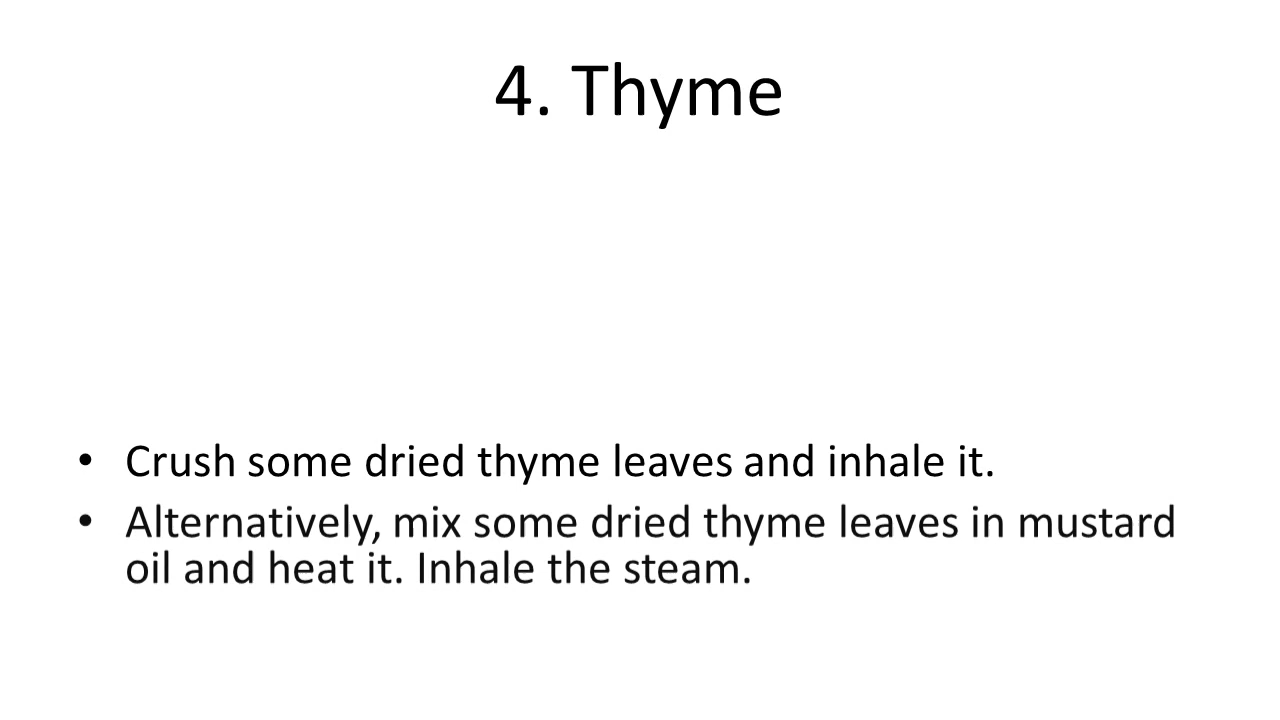 4. Thyme
• Crush some dried thyme leaves and inhale it.
• Alternatively, mix some dried thyme leaves in mustard
oil and heat it. Inhale the steam.